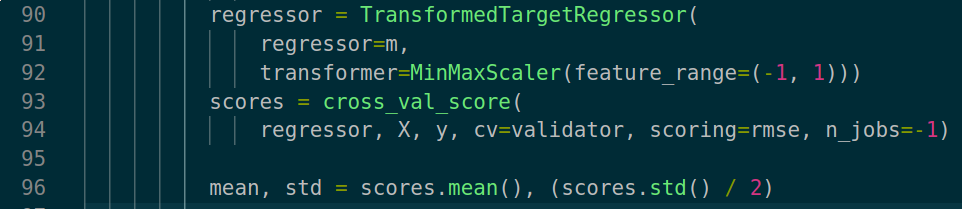 90 regressor = TransformedTargetRegressor(
91 regressor=m,
92 transformer=MinMaxScaler(feature_range=(-1, 1)))
93 scores = cross_val_score(
94 regressor, X, y, cv=validator, scoring=rmse, n_jobs=-1)
95
96 mean, std = scores.mean(), (scores.std() / 2)